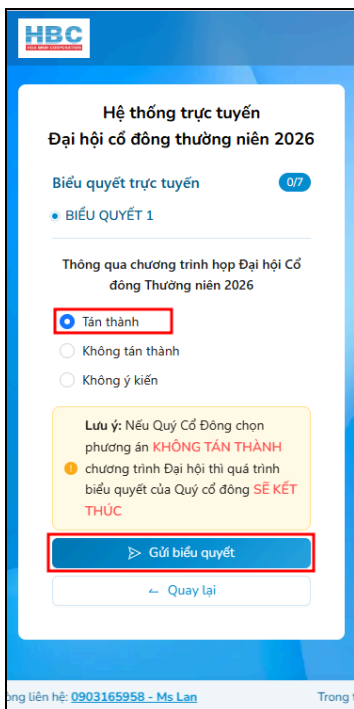 HBC
Hệ thống trực tuyến
Đại hội cổ đông thường niên 2026
Biểu quyết trực tuyến 0/7
BIỂU QUYẾT 1
Thông qua chương trình họp Đại hội Cổ
đông Thường niên 2026
Tán thành
Không tán thành
Không ý kiến
Lưu ý: Nếu Quý Cổ Đông chọn
phương án KHÔNG TÁN THÀNH
chương trình Đại hội thì quá trình
biểu quyết của Quý cổ đông SẼ KẾT
THÚC
Gửi biểu quyết
Quay lại
liên hệ: 0903165958 - Ms Lan Trong